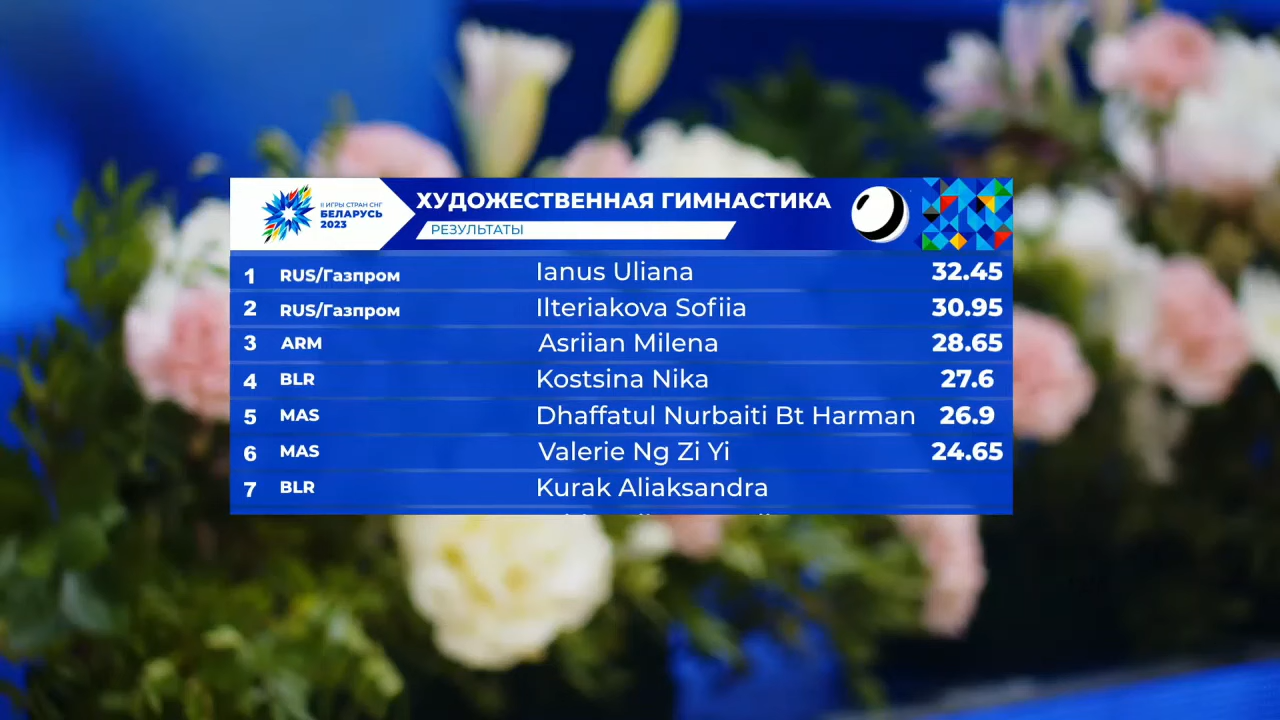 II ИГРЫ СТРАН СНГ
БЕЛАРУСЬ
2023
ХУДОЖЕСТВЕННАЯ ГИМНАСТИКА
РЕЗУЛЬТАТЫ
1 RUS/Газпром Ianus Uliana 32.45
2 RUS/Газпром Ilteriakova Sofiia 30.95
3 ARM Asriian Milena 28.65
4 BLR Kostsina Nika 27.6
5 MAS Dhaffatul Nurbaiti Bt Harman 26.9
6 MAS Valerie Ng Zi Yi 24.65
7 BLR Kurak Aliaksandra